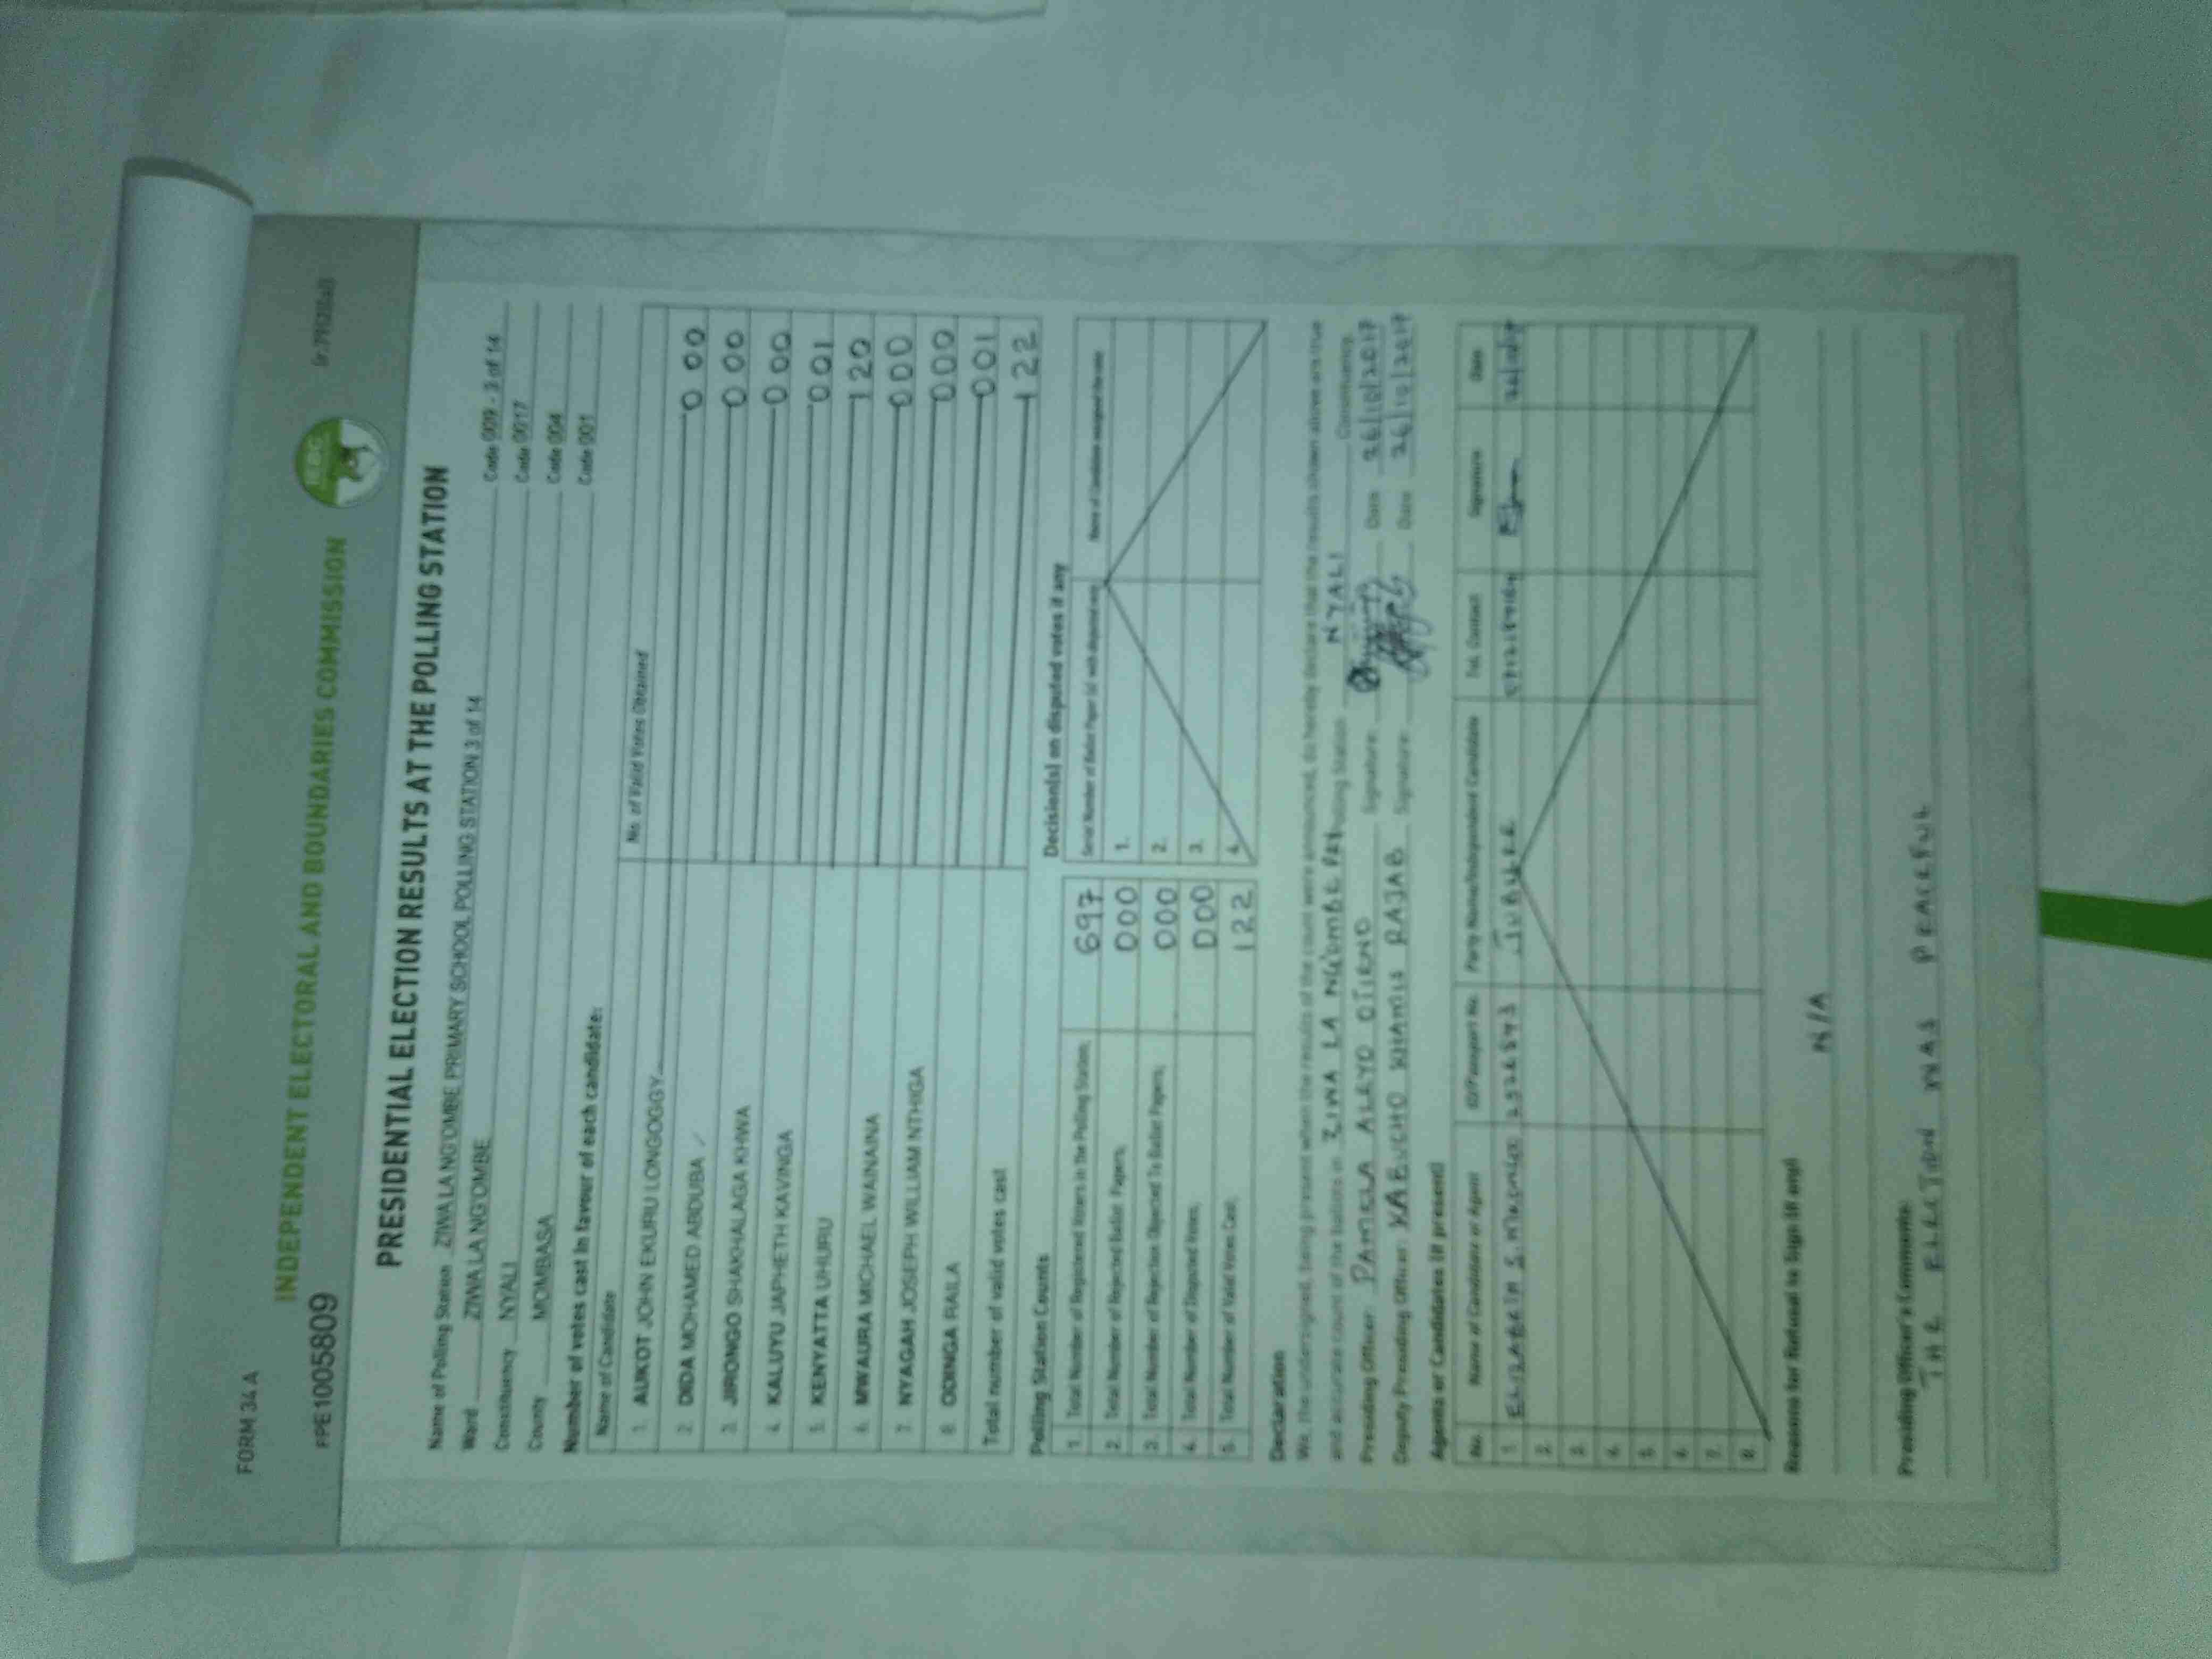 FORM 34 A
INDEPENDENT ELECTORAL AND BOUNDARIES COMMISSION
IEBC
FPE1005809
PRESIDENTIAL ELECTION RESULTS AT THE POLLING STATION
Name of Polling Station ZIWA LA NG'OMBE PRIMARY SCHOOL POLLING STATION 3 of 14 Code 009 - 3 of 14
Ward ZIWA LA NG'OMBE Code 0017
Constituency NYALI Code 004
County MOMBASA Code 001
Number of votes cast in favour of each candidate:
Name of Candidate No. of Valid Votes Obtained
1. AUKOT JOHN EKURU LONGOGGY 000
2. DIDA MOHAMED ABDUBA 000
3. JIRONGO SHAKHALAGA KHWA 000
4. KALUYU JAPHETH KAVINGA 001
5. KENYATTA UHURU 120
6. MWAURA MICHAEL WAINAINA 000
7. NYAGAH JOSEPH WILLIAM NTHIGA 000
8. ODINGA RAILA 001
Total number of valid votes cast 122
Polling Station Counts
1. Total Number of Registered Voters in The Polling Station, 697
2. Total Number of Rejected Ballot Papers, 000
3. Total Number of Rejection Objected To Ballot Papers, 000
4. Total Number of Disputed Votes, 000
5. Total Number of Valid Votes Cast, 122
Decision(s) on disputed votes if any
Serial Number of Ballot Paper (s) with disputed vote Name of Candidate assigned the vote
1.
2.
3.
4.
Declaration
We, the undersigned, being present when the results of the count were announced, do hereby declare that the results shown above are true
and accurate count of the ballots in ZIWA LA NG'OMBE PRY Polling Station NYALI Constituency.
Presiding Officer: PAMELA ALEYO OTIENO Signature: Date 26/10/2017
Deputy Presiding Officer: KABUCHO KHAMIS RAJAB Signature: Date 26/10/2017
Agents or Candidates (if present)
No. Name of Candidate or Agent ID/Passport No. Party Name/Independent Candidate Tel. Contact Signature Date
1. ELIZABETH JUBILEE
2.
3.
4.
5.
6.
7.
8.
Reasons for Refusal to Sign (if any)
N/A
Presiding Officer's Comments:
THE ELECTION WAS PEACEFUL